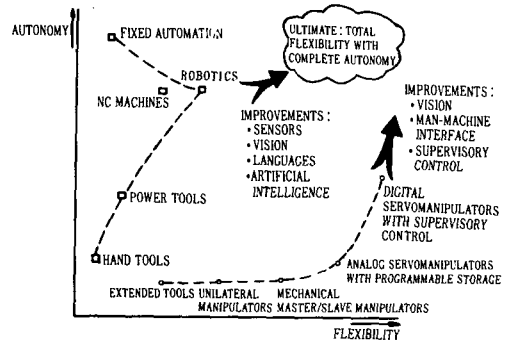 AUTONOMY
FIXED AUTOMATION
ULTIMATE: TOTAL
FLEXIBILITY WITH
COMPLETE AUTONOMY
ROBOTICS
NC MACHINES
IMPROVEMENTS:
• SENSORS
• VISION
• LANGUAGES
• ARTIFICIAL
INTELLIGENCE
IMPROVEMENTS:
• VISION
• MAN-MACHINE
INTERFACE
• SUPERVISORY
CONTROL
POWER TOOLS
DIGITAL
SERVOMANIPULATORS
WITH SUPERVISORY
CONTROL
HAND TOOLS
ANALOG SERVOMANIPULATORS
WITH PROGRAMMABLE STORAGE
EXTENDED TOOLS
UNILATERAL
MANIPULATORS
MECHANICAL
MASTER/SLAVE MANIPULATORS
FLEXIBILITY